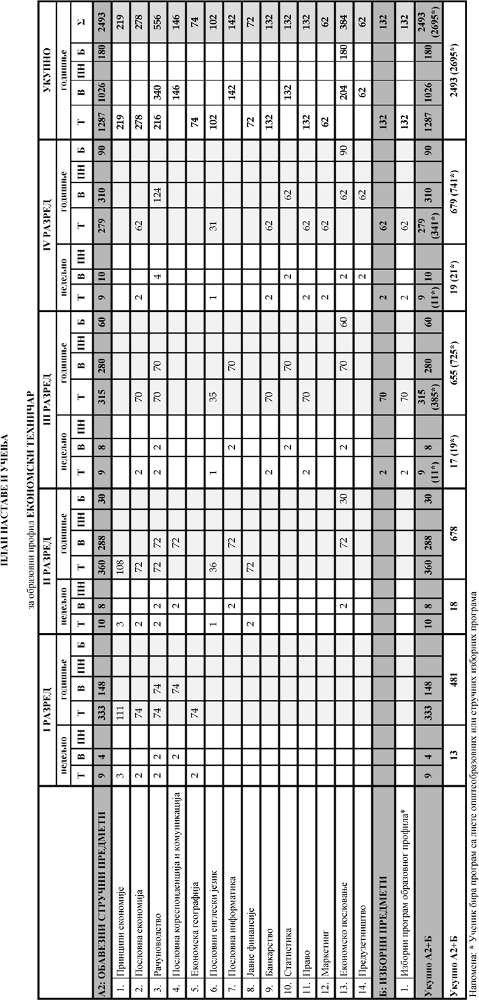 ПЛАН НАСТАВЕ И УЧЕЊА
за образовни профил ЕКОНОМСКИ ТЕХНИЧАР
I РАЗРЕД II РАЗРЕД III РАЗРЕД IV РАЗРЕД УКУПНО
недељно годишње недељно годишње недељно годишње недељно годишње годишње
Т В ПН Т В ПН Б Т В ПН Т В ПН Б Т В ПН Т В ПН Б Т В ПН Т В ПН Б Т В ПН Б Σ
А2: ОБАВЕЗНИ СТРУЧНИ ПРЕДМЕТИ 9 4 333 148 10 8 360 288 30 9 8 315 280 60 9 10 279 310 90 1287 1026 180 2493
1. Принципи економије 3 111 3 108 219 219
2. Пословна економија 2 74 2 72 2 70 2 62 278 278
3. Рачуноводство 2 2 74 74 2 2 72 72 2 2 70 70 4 124 216 340 556
4. Пословна кореспонденција и комуникација 2 74 2 72 146 146
5. Економска географија 2 74 74 74
6. Пословни енглески језик 1 36 1 35 1 31 102 102
7. Пословна информатика 2 72 2 70 142 142
8. Јавне финансије 2 72 72 72
9. Банкарство 2 70 2 62 132 132
10. Статистика 2 70 2 62 132 132
11. Право 2 70 2 62 132 132
12. Маркетинг 2 62 62 62
13. Економско пословање 2 72 30 2 70 60 2 62 90 204 180 384
14. Предузетништво 2 62 62 62
Б: ИЗБОРНИ ПРЕДМЕТИ 2 70 2 62 132 132
1. Изборни програм образовног профила* 2 70 2 62 132 132
Укупно А2+Б 9 4 333 148 10 8 360 288 30 9 (11*) 8 315 (385*) 280 60 9 (11*) 10 279 (341*) 310 90 1287 1026 180 2493 (2695*)
Укупно А2+Б 13 481 18 678 17 (19*) 655 (725*) 19 (21*) 679 (741*) 2493 (2695*)
Напомена: * Ученик бира програм са листе општеобразовних или стручних изборних програма